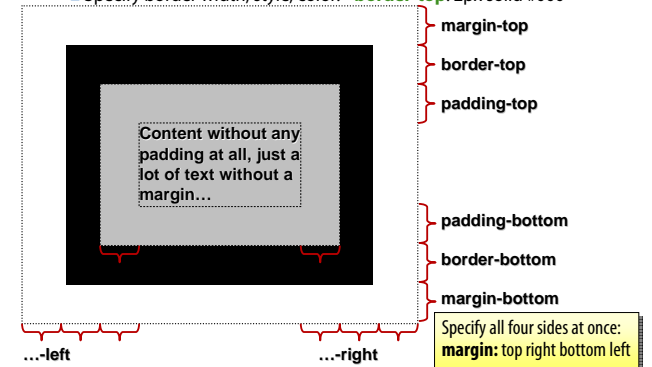 margin-top
border-top
padding-top
Content without any
padding at all, just a
lot of text without a
margin…
padding-bottom
border-bottom
margin-bottom
Specify all four sides at once:
margin: top right bottom left
…-left
…-right